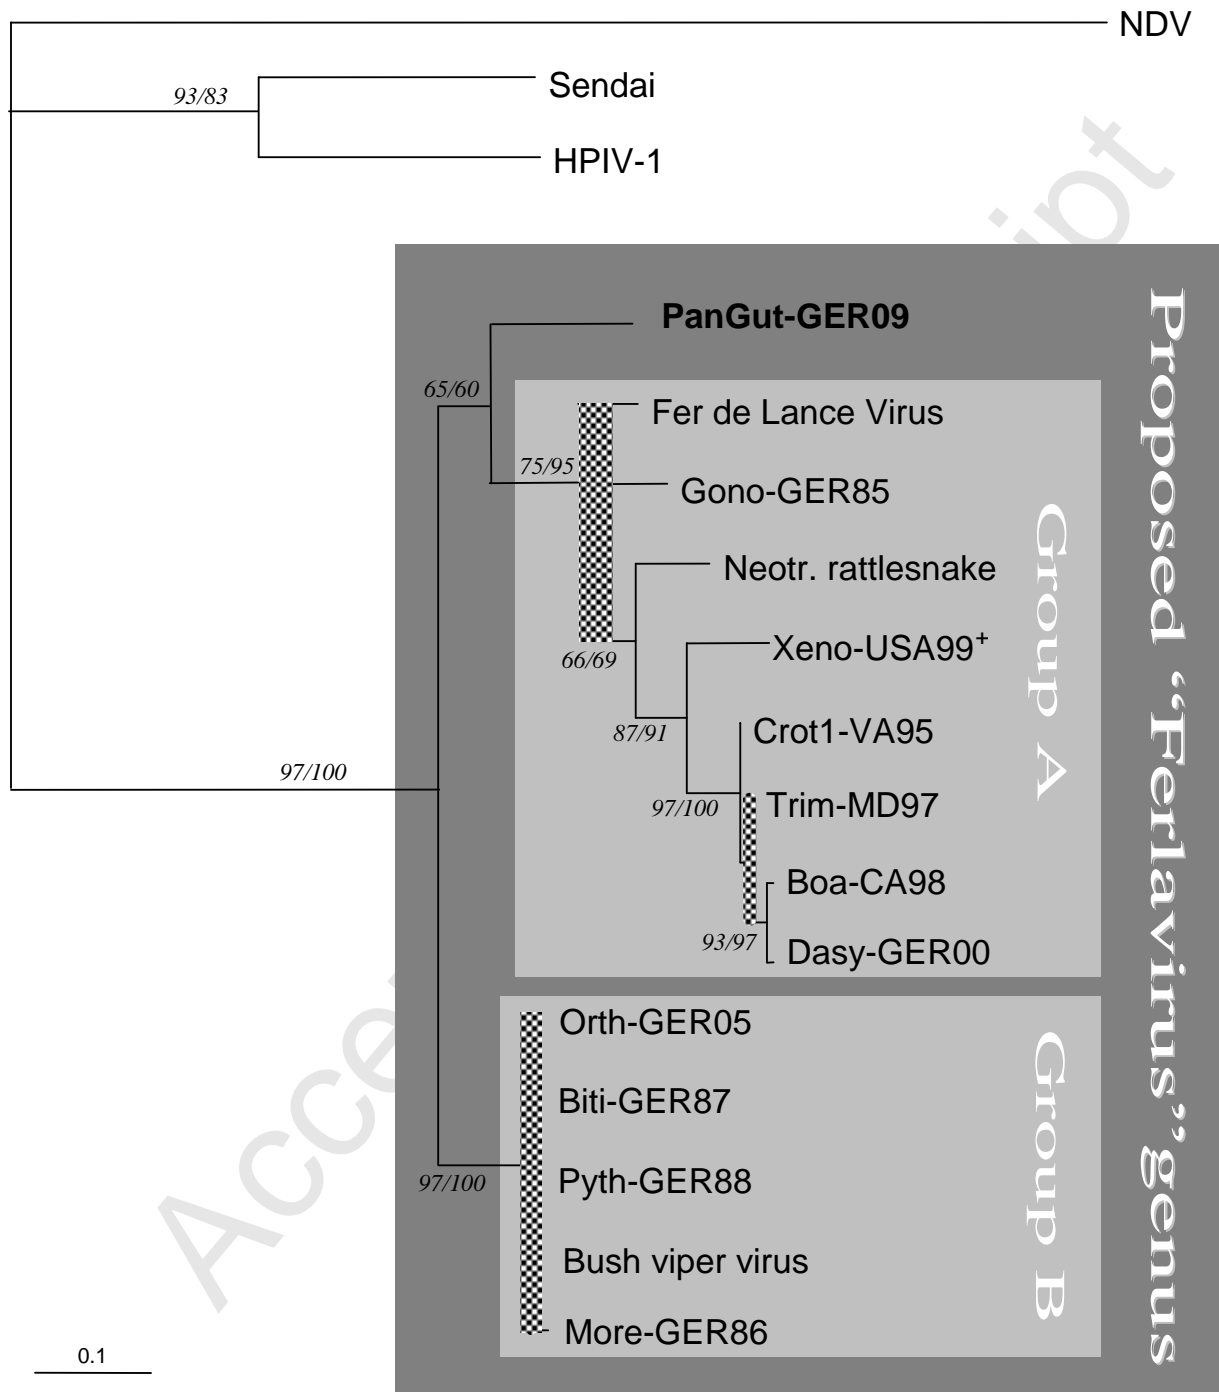 NDV
93/83
Sendai
HPIV-1
PanGut-GER09
65/60
Fer de Lance Virus
75/95
Gono-GER85
Neotr. rattlesnake
66/69
Xeno-USA99+
87/91
Crot1-VA95
97/100
97/100
Trim-MD97
Boa-CA98
93/97
Dasy-GER00
Group A
Orth-GER05
Biti-GER87
97/100
Pyth-GER88
Bush viper virus
More-GER86
Group B
Proposed “Ferlavirus”genus
0.1